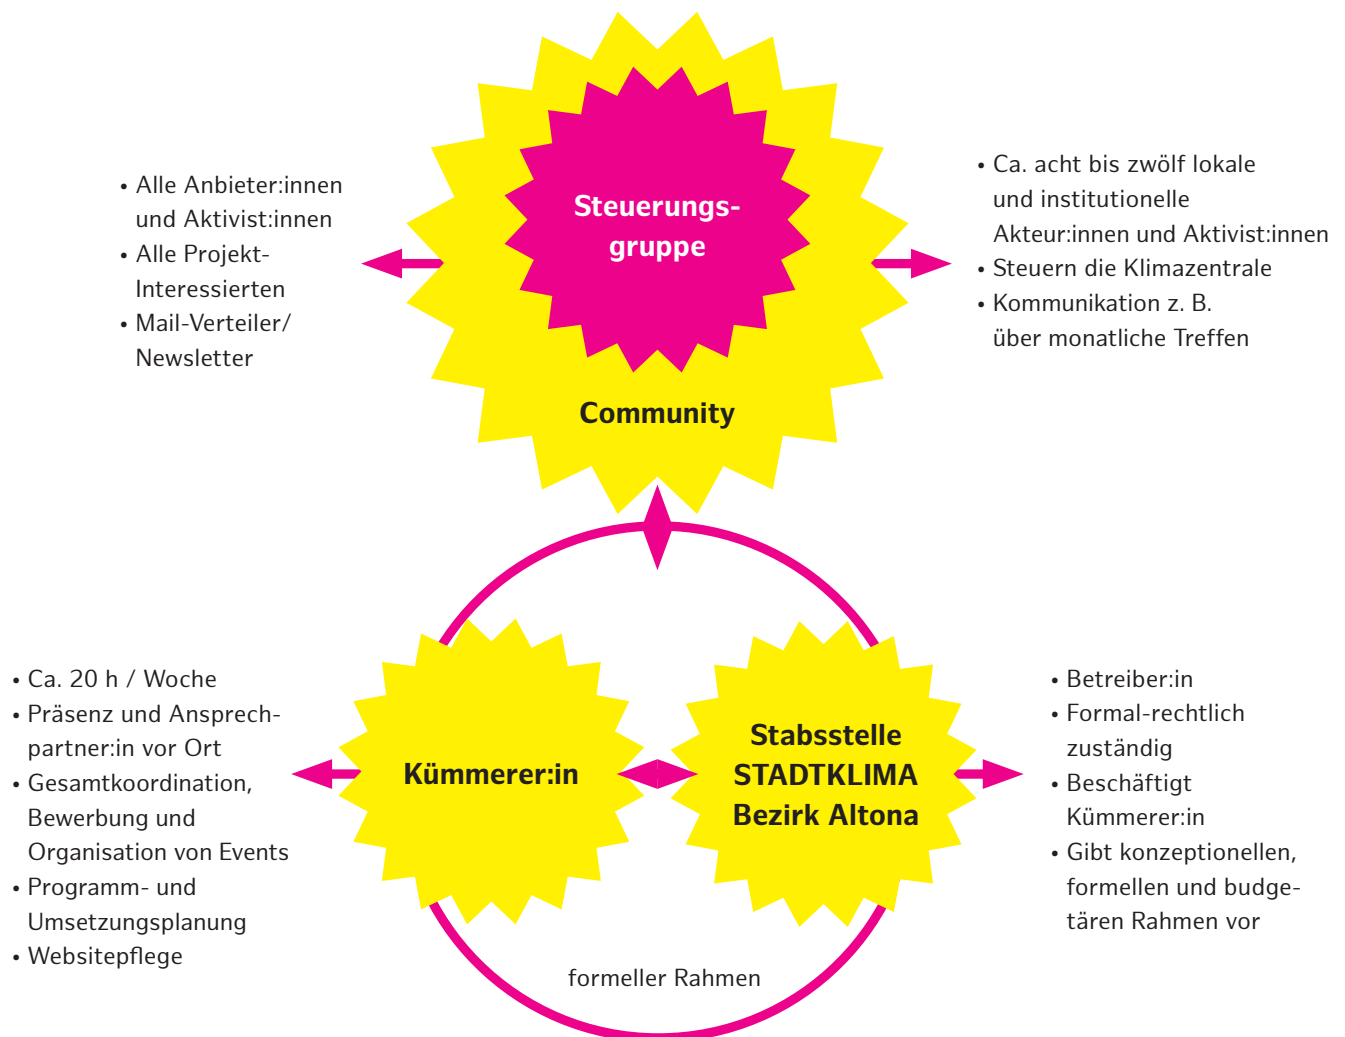 Steuerungs-
gruppe
Community
• Alle Anbieter:innen
und Aktivist:innen
• Alle Projekt-
Interessierten
• Mail-Verteiler/
Newsletter
• Ca. acht bis zwölf lokale
und institutionelle
Akteur:innen und Aktivist:innen
• Steuern die Klimazentrale
• Kommunikation z. B.
über monatliche Treffen
• Ca. 20 h / Woche
• Präsenz und Ansprech-
partner:in vor Ort
• Gesamtkoordination,
Bewerbung und
Organisation von Events
• Programm- und
Umsetzungsplanung
• Websitepflege
Kümmerer:in
Stabsstelle
STADTKLIMA
Bezirk Altona
• Betreiber:in
• Formal-rechtlich
zuständig
• Beschäftigt
Kümmerer:in
• Gibt konzeptionellen,
formellen und budge-
tären Rahmen vor
formeller Rahmen